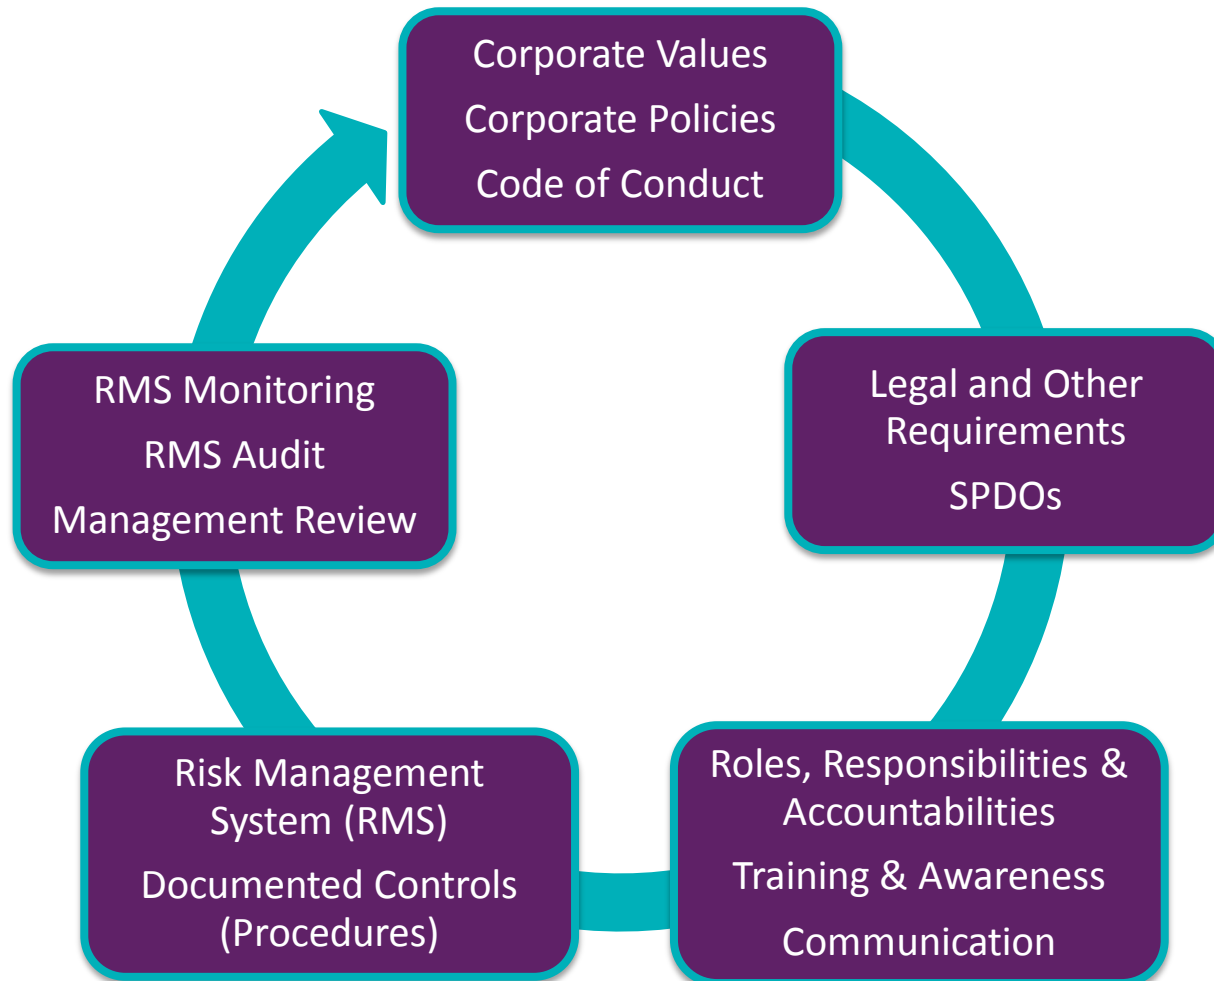 Corporate Values
Corporate Policies
Code of Conduct
Legal and Other
Requirements
SPDOs
Roles, Responsibilities &
Accountabilities
Training & Awareness
Communication
Risk Management
System (RMS)
Documented Controls
(Procedures)
RMS Monitoring
RMS Audit
Management Review